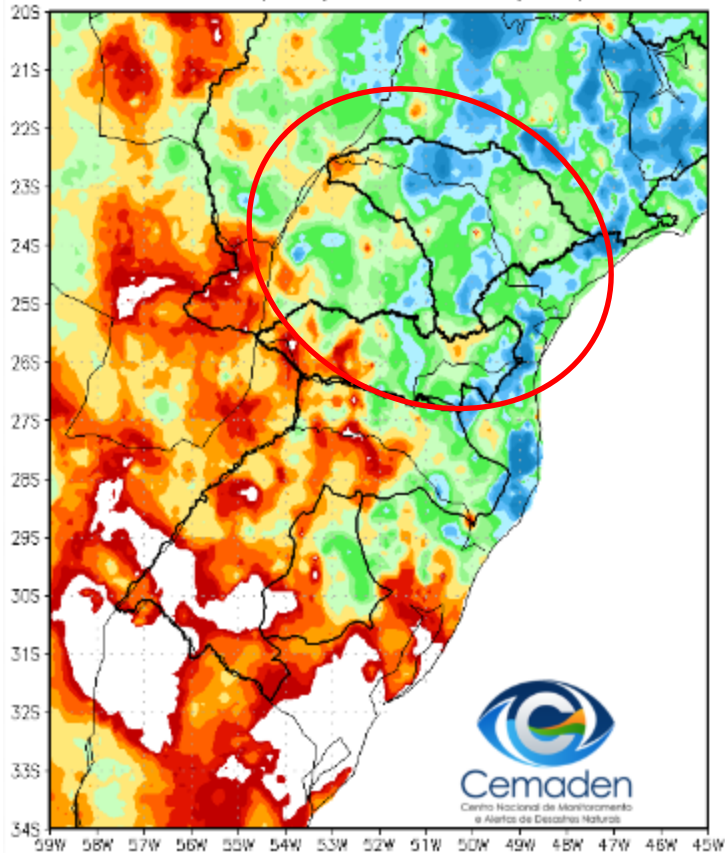 20S
21S
22S
23S
24S
25S
26S
27S
28S
29S
30S
31S
32S
33S
34S
59W 58W 57W 56W 55W 54W 53W 52W 51W 50W 49W 48W 47W 46W 45W
Cemaden
Centro Nacional de Monitoramento
e Alertas de Desastres Naturais